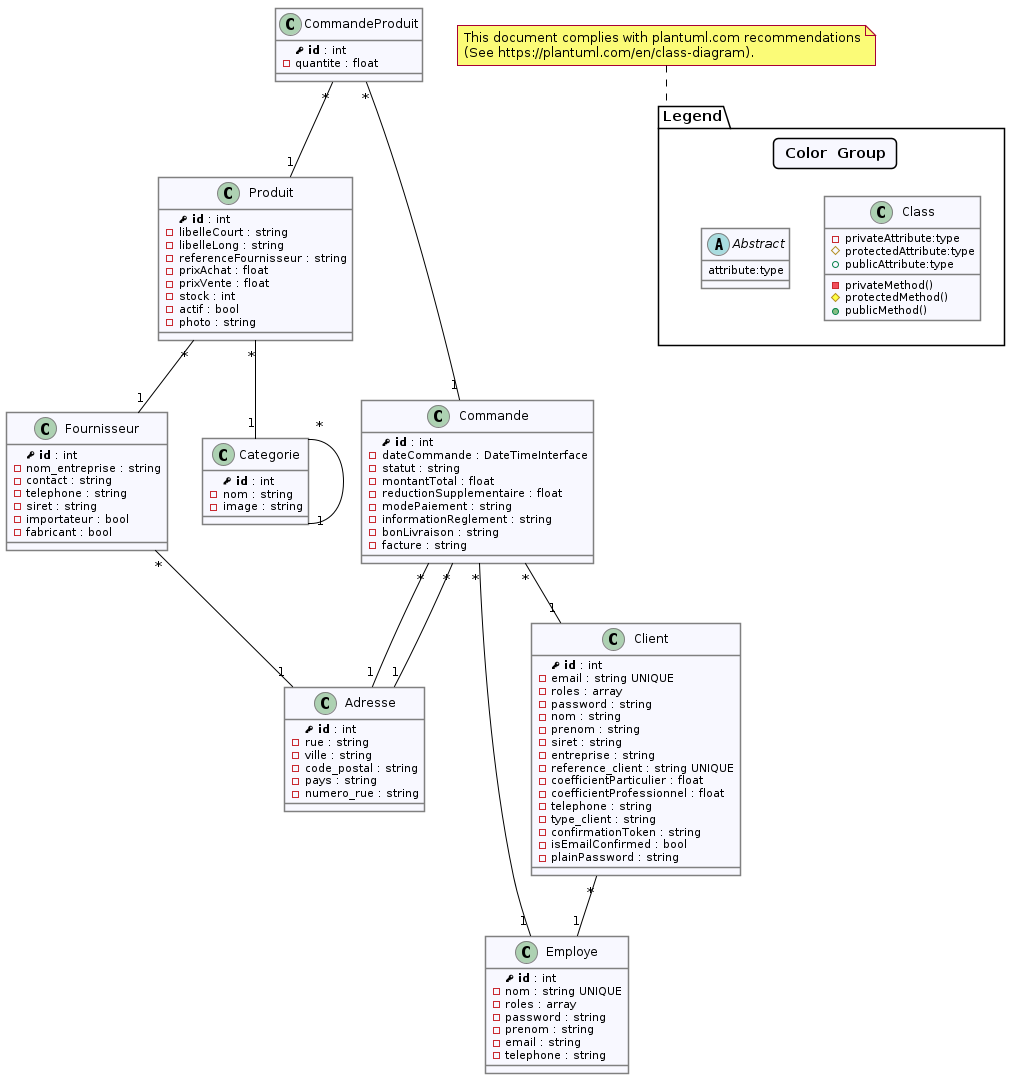 C CommandeProduit
id : int
quantite : float
This document complies with plantuml.com recommendations
(See https://plantuml.com/en/class-diagram).
Legend
Color Group
A Abstract
attribute:type
C Class
privateAttribute:type
protectedAttribute:type
publicAttribute:type
privateMethod()
protectedMethod()
publicMethod()
* *
1
C Produit
id : int
libelleCourt : string
libelleLong : string
referenceFournisseur : string
prixAchat : float
prixVente : float
stock : int
actif : bool
photo : string
* *
1 1 * 1
C Fournisseur
id : int
nom_entreprise : string
contact : string
telephone : string
siret : string
importateur : bool
fabricant : bool
C Categorie
id : int
nom : string
image : string
1
C Commande
id : int
dateCommande : DateTimeInterface
statut : string
montantTotal : float
reductionSupplementaire : float
modePaiement : string
informationReglement : string
bonLivraison : string
facture : string
* * * * *
1 1 1 1
C Adresse
id : int
rue : string
ville : string
code_postal : string
pays : string
numero_rue : string
C Client
id : int
email : string UNIQUE
roles : array
password : string
nom : string
prenom : string
siret : string
entreprise : string
reference_client : string UNIQUE
coefficientParticulier : float
coefficientProfessionnel : float
telephone : string
type_client : string
confirmationToken : string
isEmailConfirmed : bool
plainPassword : string
*
1 1
C Employe
id : int
nom : string UNIQUE
roles : array
password : string
prenom : string
email : string
telephone : string